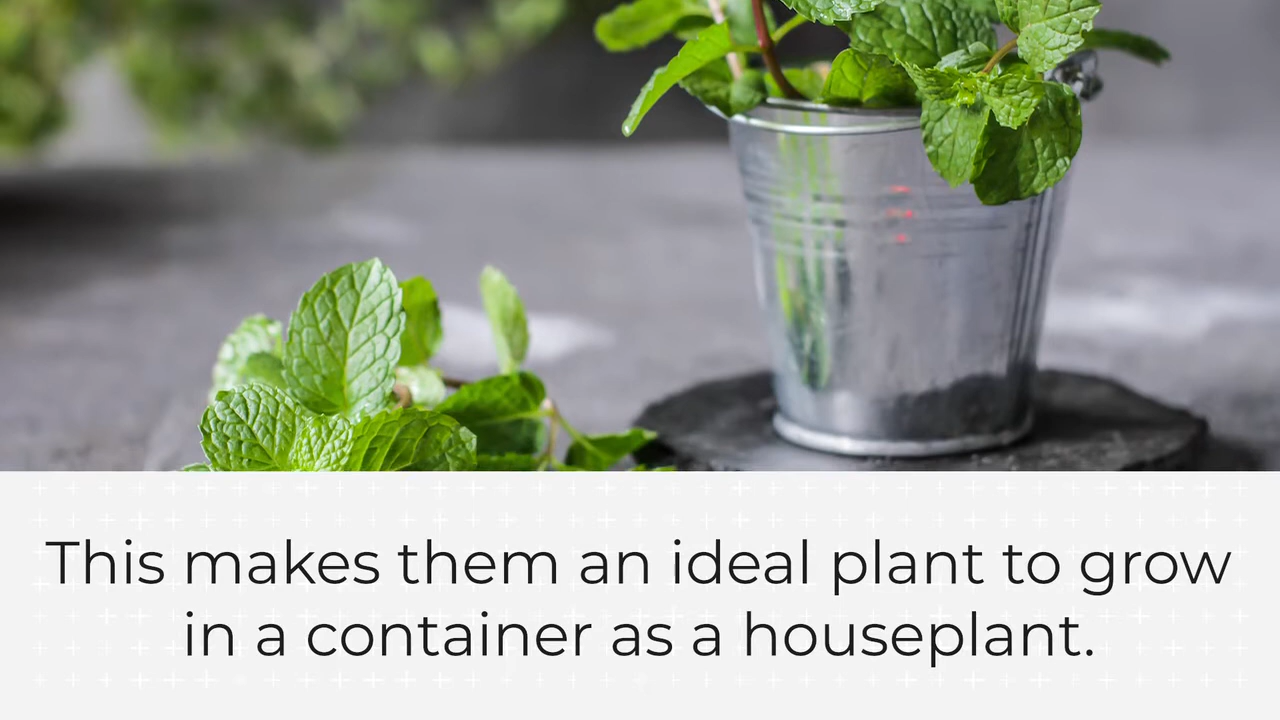 This makes them an ideal plant to grow
in a container as a houseplant.